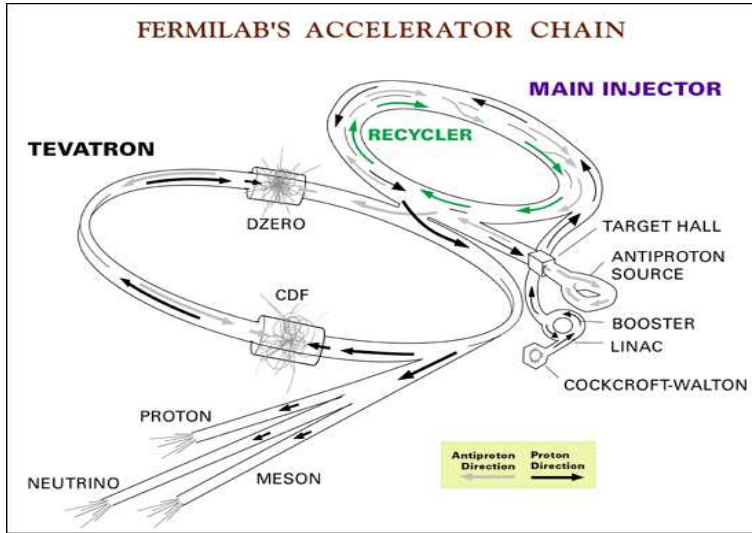 FERMILAB'S ACCELERATOR CHAIN
MAIN INJECTOR
RECYCLER
TEVATRON
DZERO
TARGET HALL
ANTIPROTON
SOURCE
CDF
BOOSTER
LINAC
COCKCROFT-WALTON
PROTON
NEUTRINO
MESON
Antiproton Proton
Direction Direction